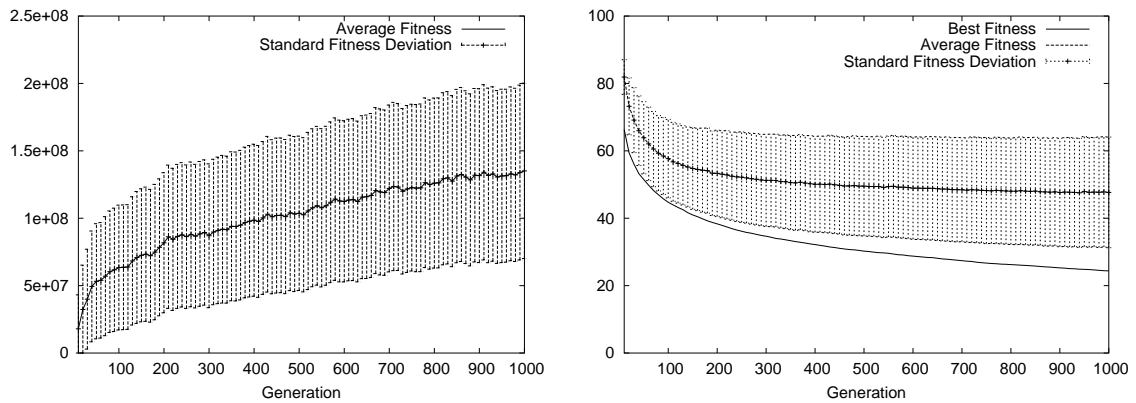 2.5e+08
2e+08
1.5e+08
1e+08
5e+07
0
100 200 300 400 500 600 700 800 900 1000
Generation
Average Fitness
Standard Fitness Deviation
100
80
60
40
20
0
100 200 300 400 500 600 700 800 900 1000
Generation
Best Fitness
Average Fitness
Standard Fitness Deviation